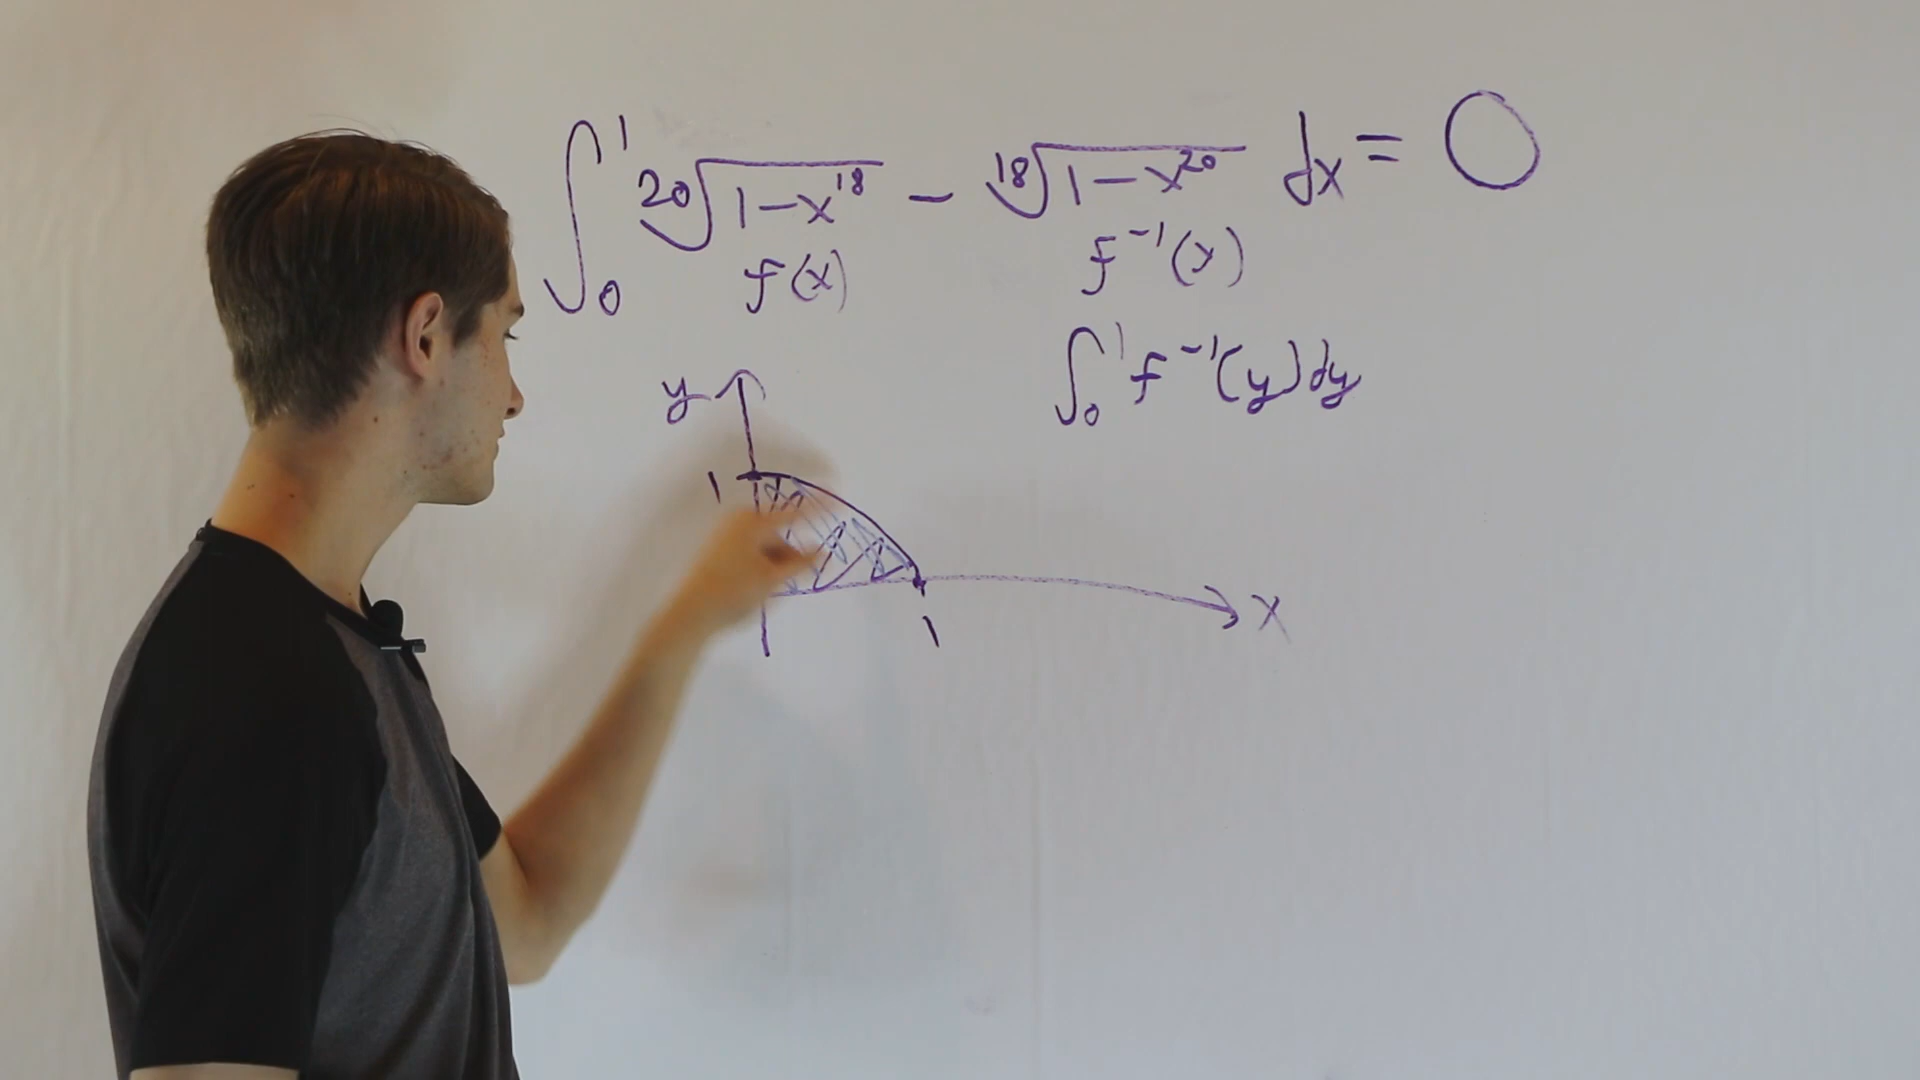 ∫₀¹ ²⁰√(1-x¹⁸) - ¹⁸√(1-x²⁰) dx = 0
f(x) f⁻¹(x)
∫₀¹ f⁻¹(y)dy
y
1
1
x